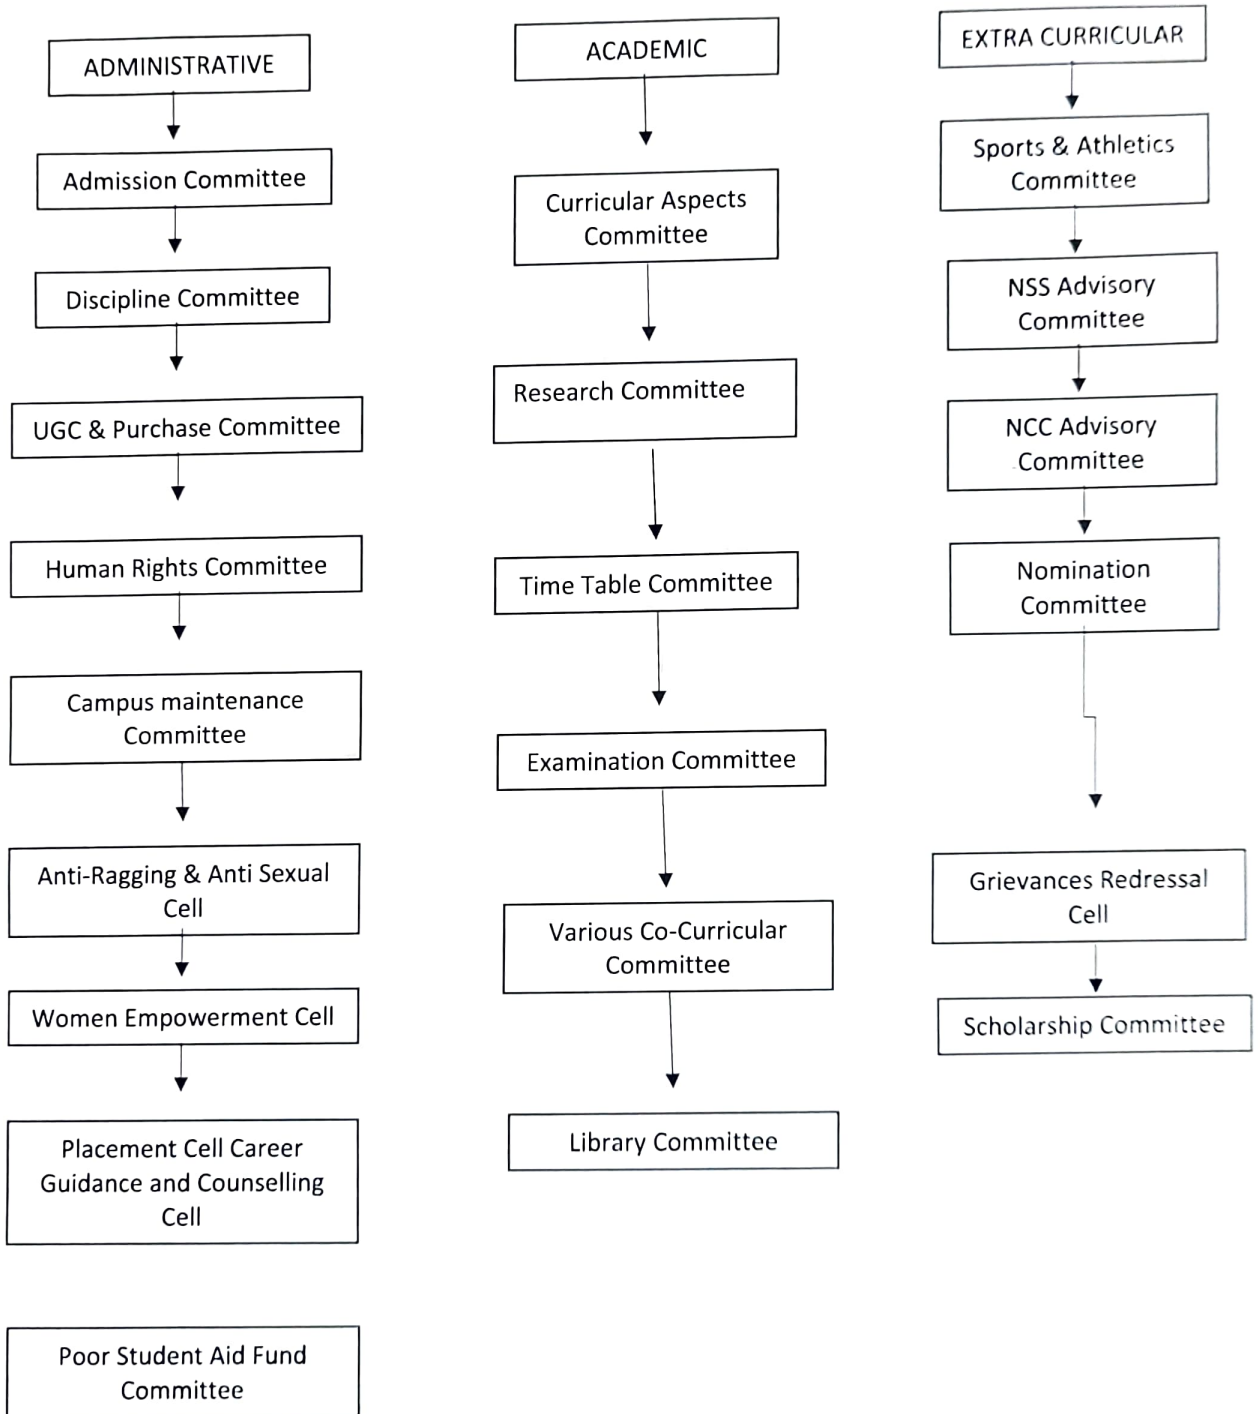 ADMINISTRATIVE
Admission Committee
Discipline Committee
UGC & Purchase Committee
Human Rights Committee
Campus maintenance
Committee
Anti-Ragging & Anti Sexual
Cell
Women Empowerment Cell
Placement Cell Career
Guidance and Counselling
Cell
Poor Student Aid Fund
Committee
ACADEMIC
Curricular Aspects
Committee
Research Committee
Time Table Committee
Examination Committee
Various Co-Curricular
Committee
Library Committee
EXTRA CURRICULAR
Sports & Athletics
Committee
NSS Advisory
Committee
NCC Advisory
Committee
Nomination
Committee
Grievances Redressal
Cell
Scholarship Committee